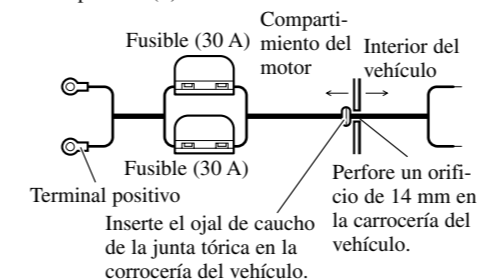 Comparti-
miento del
motor
Fusible (30 A)
Interior del
vehículo
Fusible (30 A)
Terminal positivo
Perfore un orifi-
cio de 14 mm en
la carrocería del
vehículo.
Inserte el ojal de caucho
de la junta tórica en la
corrocería del vehículo.